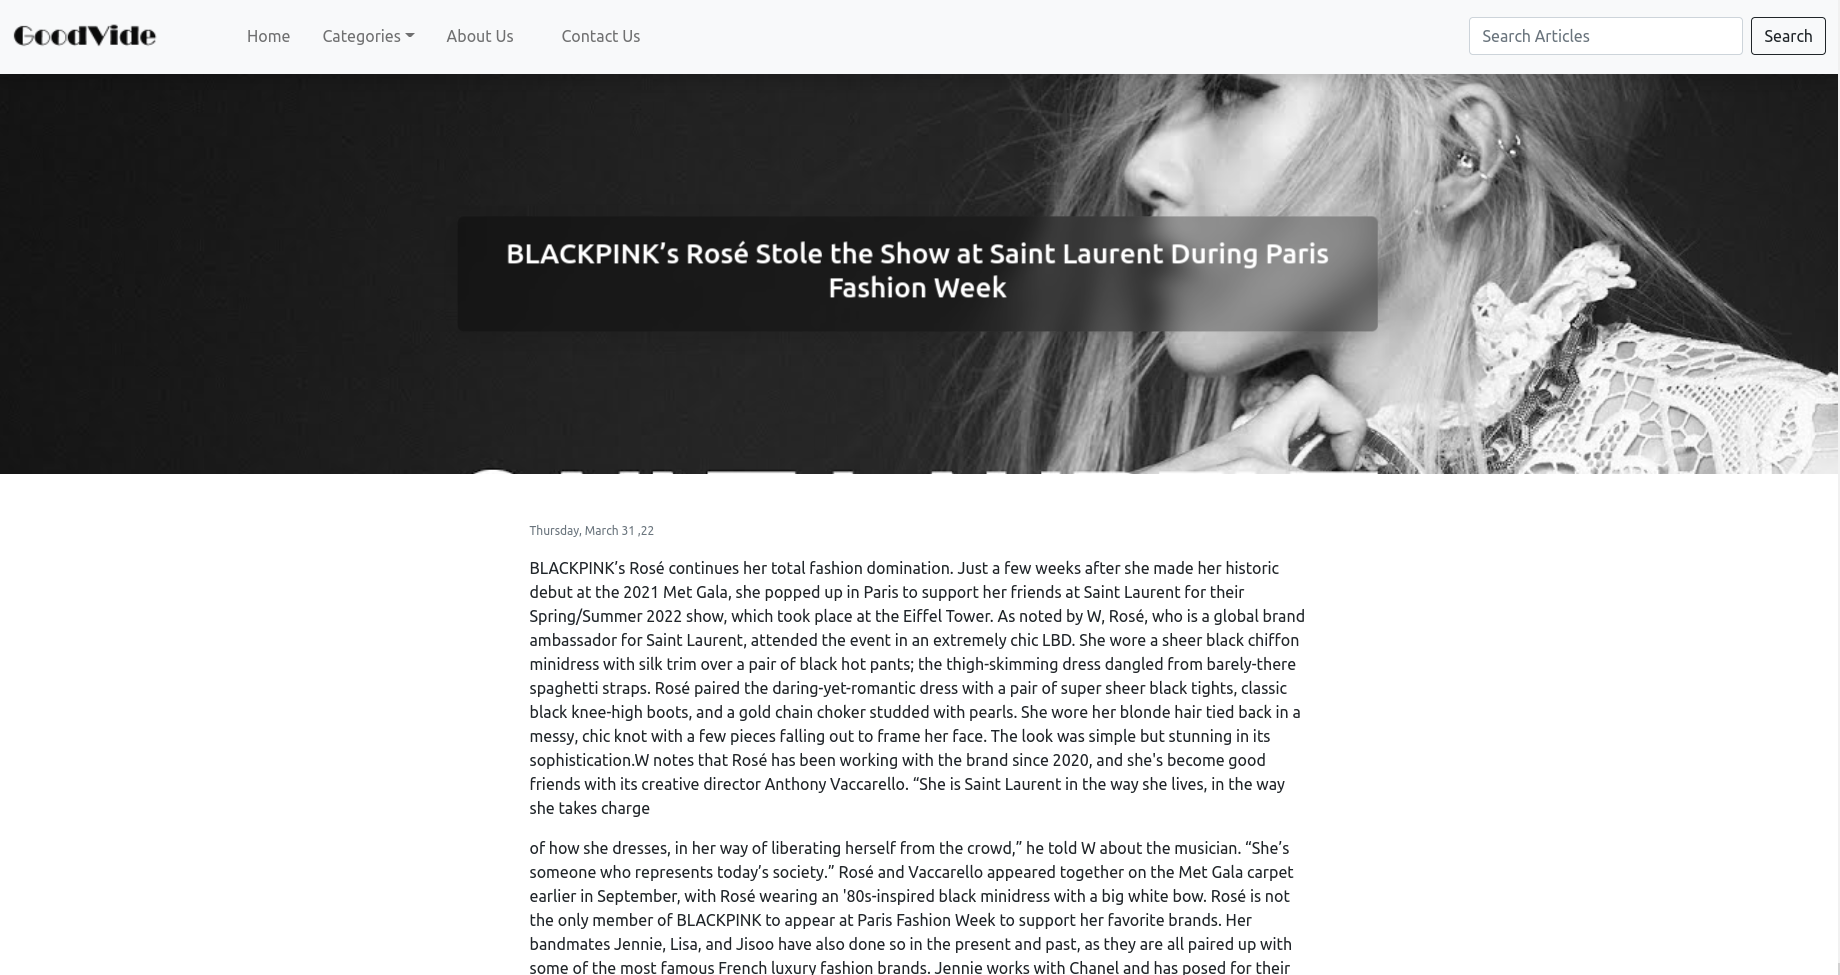 GoodVide
Home
Categories
About Us
Contact Us
Search Articles
Search
BLACKPINK’s Rosé Stole the Show at Saint Laurent During Paris
Fashion Week
Thursday, March 31 ,22
BLACKPINK’s Rosé continues her total fashion domination. Just a few weeks after she made her historic
debut at the 2021 Met Gala, she popped up in Paris to support her friends at Saint Laurent for their
Spring/Summer 2022 show, which took place at the Eiffel Tower. As noted by W, Rosé, who is a global brand
ambassador for Saint Laurent, attended the event in an extremely chic LBD. She wore a sheer black chiffon
minidress with silk trim over a pair of black hot pants; the thigh-skimming dress dangled from barely-there
spaghetti straps. Rosé paired the daring-yet-romantic dress with a pair of super sheer black tights, classic
black knee-high boots, and a gold chain choker studded with pearls. She wore her blonde hair tied back in a
messy, chic knot with a few pieces falling out to frame her face. The look was simple but stunning in its
sophistication.W notes that Rosé has been working with the brand since 2020, and she's become good
friends with its creative director Anthony Vaccarello. “She is Saint Laurent in the way she lives, in the way
she takes charge
of how she dresses, in her way of liberating herself from the crowd,” he told W about the musician. “She’s
someone who represents today’s society.” Rosé and Vaccarello appeared together on the Met Gala carpet
earlier in September, with Rosé wearing an '80s-inspired black minidress with a big white bow. Rosé is not
the only member of BLACKPINK to appear at Paris Fashion Week to support her favorite brands. Her
bandmates Jennie, Lisa, and Jisoo have also done so in the present and past, as they are all paired up with
some of the most famous French luxury fashion brands. Jennie works with Chanel and has posed for their